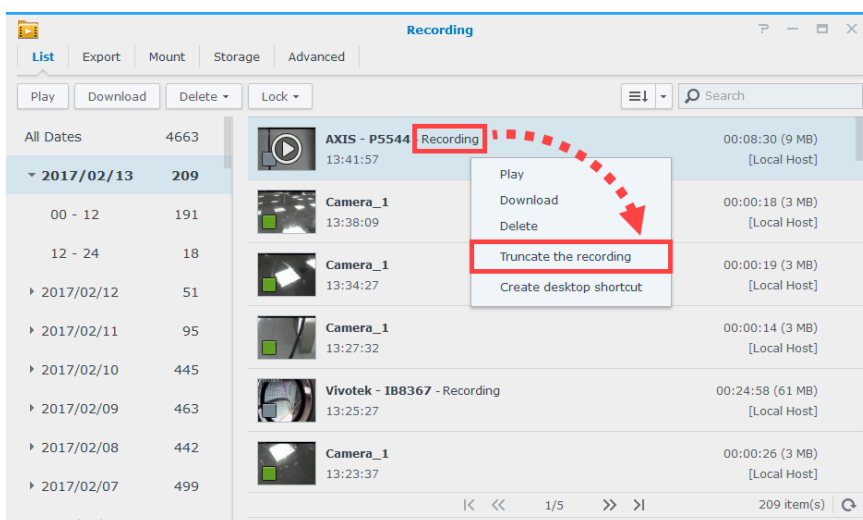 Recording
List Export Mount Storage Advanced
Play Download Delete Lock Search
All Dates 4663
2017/02/13 209
00 - 12 191
12 - 24 18
2017/02/12 51
2017/02/11 95
2017/02/10 445
2017/02/09 463
2017/02/08 442
2017/02/07 499
AXIS - P5544 - Recording 00:08:30 (9 MB)
13:41:57 [Local Host]
Camera_1 00:00:18 (3 MB)
13:38:09 [Local Host]
Camera_1 00:00:19 (3 MB)
13:34:27 [Local Host]
Camera_1 00:00:14 (3 MB)
13:27:32 [Local Host]
Vivotek - IB8367 - Recording 00:24:58 (61 MB)
13:25:27 [Local Host]
Camera_1 00:00:26 (3 MB)
13:23:37 [Local Host]
Play
Download
Delete
Truncate the recording
Create desktop shortcut
1/5 209 item(s)